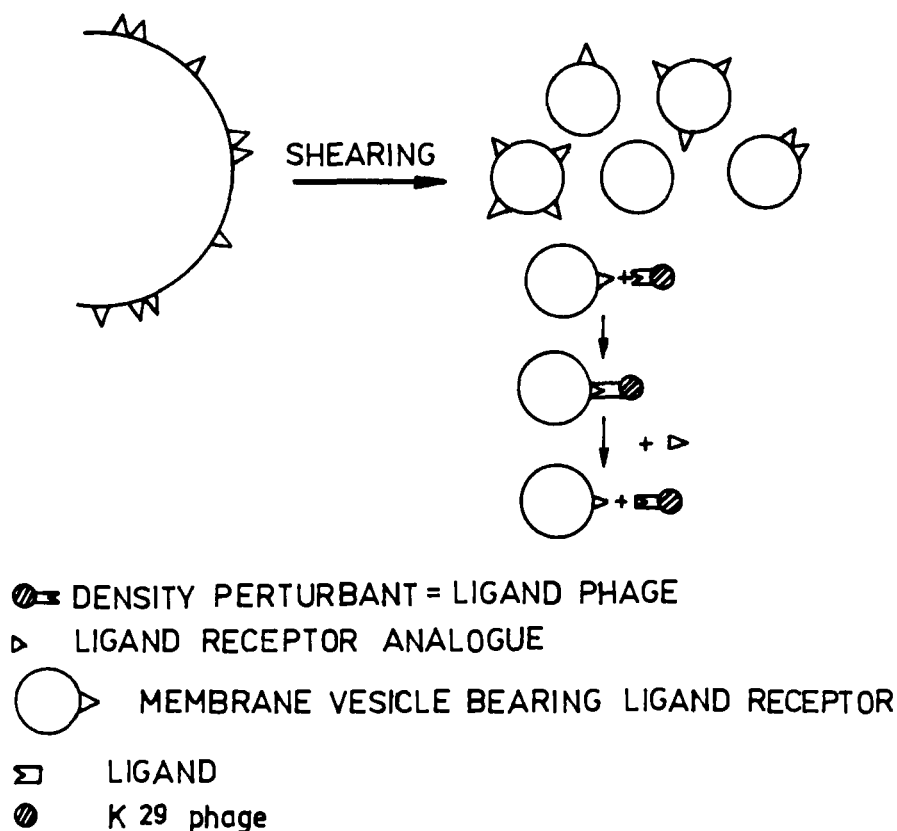 SHEARING
+
+
+
DENSITY PERTURBANT = LIGAND PHAGE
LIGAND RECEPTOR ANALOGUE
MEMBRANE VESICLE BEARING LIGAND RECEPTOR
LIGAND
K 29 phage